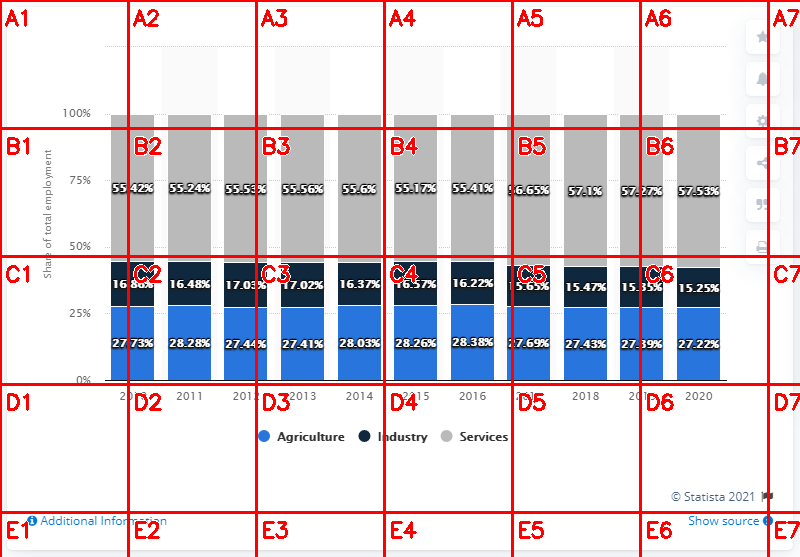 A1 A2 A3 A4 A5 A6 A7
100%
B1 B2 B3 B4 B5 B6 B7
Share of total employment
75%
55.42% 55.24% 55.53% 55.56% 55.6% 55.17% 55.41% 56.65% 57.1% 57.27% 57.53%
50%
C1 C2 C3 C4 C5 C6 C7
16.86% 16.48% 17.03% 17.02% 16.37% 16.57% 16.22% 15.65% 15.47% 15.35% 15.25%
25%
27.73% 28.28% 27.44% 27.41% 28.03% 28.26% 28.38% 27.69% 27.43% 27.39% 27.22%
0%
2010 2011 2012 2013 2014 2015 2016 2017 2018 2019 2020
D1 D2 D3 D4 D5 D6 D7
Agriculture Industry Services
© Statista 2021
Additional Information Show source
E1 E2 E3 E4 E5 E6 E7